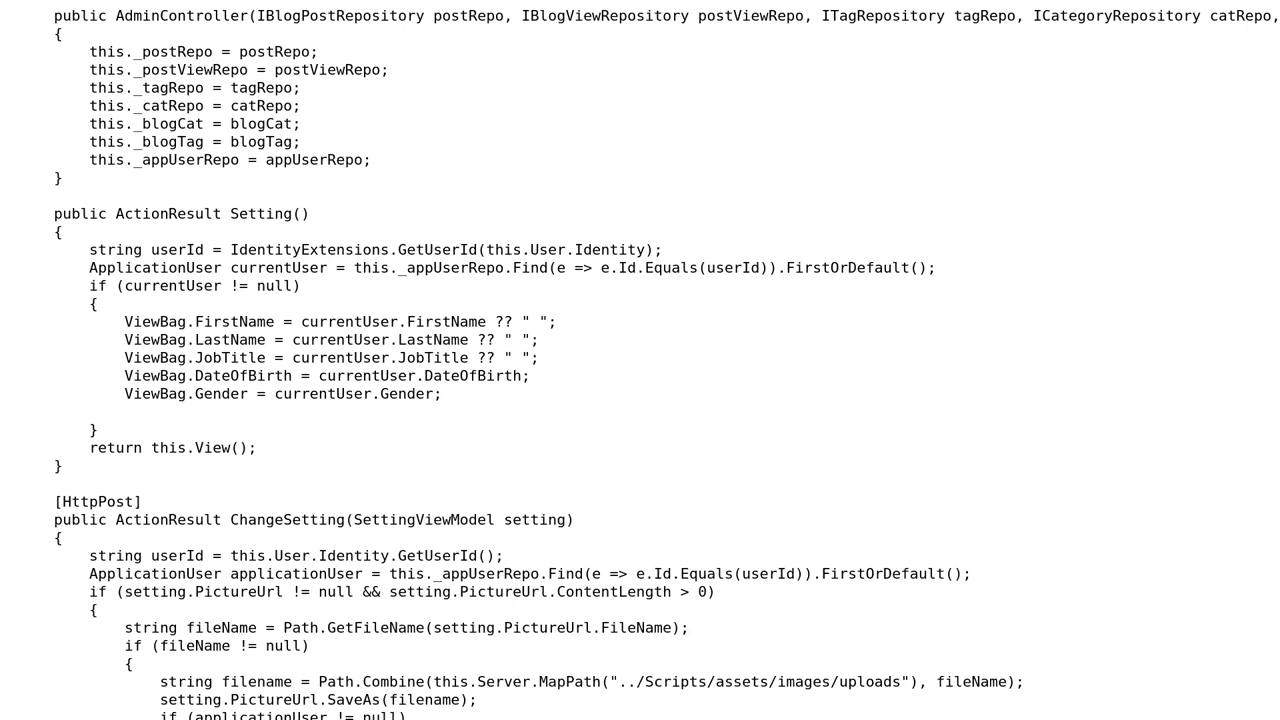 public AdminController(IBlogPostRepository postRepo, IBlogViewRepository postViewRepo, ITagRepository tagRepo, ICategoryRepository catRepo,
{
this._postRepo = postRepo;
this._postViewRepo = postViewRepo;
this._tagRepo = tagRepo;
this._catRepo = catRepo;
this._blogCat = blogCat;
this._blogTag = blogTag;
this._appUserRepo = appUserRepo;
}
public ActionResult Setting()
{
string userId = IdentityExtensions.GetUserId(this.User.Identity);
ApplicationUser currentUser = this._appUserRepo.Find(e => e.Id.Equals(userId)).FirstOrDefault();
if (currentUser != null)
{
ViewBag.FirstName = currentUser.FirstName ?? " ";
ViewBag.LastName = currentUser.LastName ?? " ";
ViewBag.JobTitle = currentUser.JobTitle ?? " ";
ViewBag.DateOfBirth = currentUser.DateOfBirth;
ViewBag.Gender = currentUser.Gender;
}
return this.View();
}
[HttpPost]
public ActionResult ChangeSetting(SettingViewModel setting)
{
string userId = this.User.Identity.GetUserId();
ApplicationUser applicationUser = this._appUserRepo.Find(e => e.Id.Equals(userId)).FirstOrDefault();
if (setting.PictureUrl != null && setting.PictureUrl.ContentLength > 0)
{
string fileName = Path.GetFileName(setting.PictureUrl.FileName);
if (fileName != null)
{
string filename = Path.Combine(this.Server.MapPath("../Scripts/assets/images/uploads"), fileName);
setting.PictureUrl.SaveAs(filename);
if (applicationUser != null)